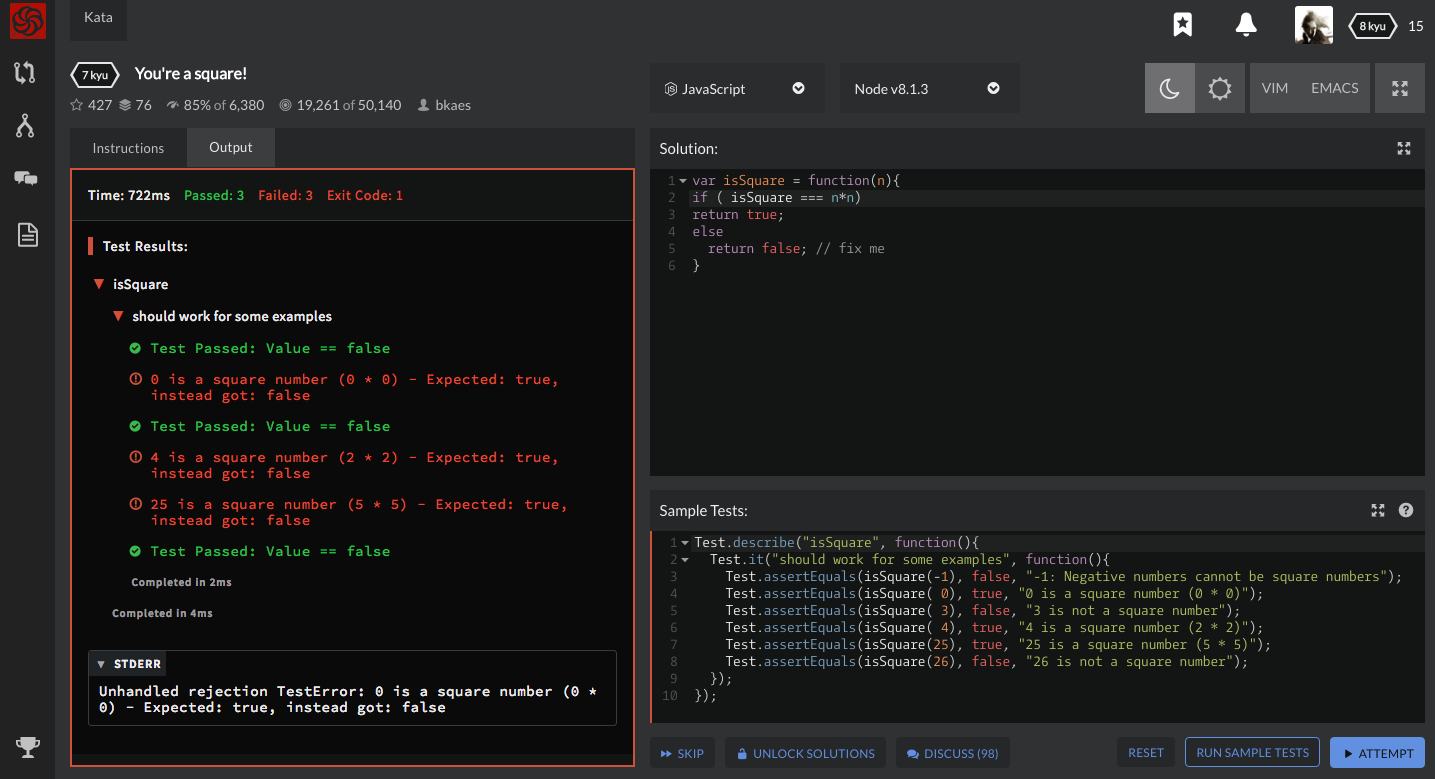 Kata
8 kyu 15
7 kyu You're a square!
427 76 85% of 6,380 19,261 of 50,140 bkaes
JavaScript
Node v8.1.3
VIM EMACS
Instructions Output
Time: 722ms Passed: 3 Failed: 3 Exit Code: 1
Test Results:
isSquare
should work for some examples
Test Passed: Value == false
0 is a square number (0 * 0) - Expected: true,
instead got: false
Test Passed: Value == false
4 is a square number (2 * 2) - Expected: true,
instead got: false
25 is a square number (5 * 5) - Expected: true,
instead got: false
Test Passed: Value == false
Completed in 2ms
Completed in 4ms
STDERR
Unhandled rejection TestError: 0 is a square number (0 *
0) - Expected: true, instead got: false
Solution:
1 var isSquare = function(n){
2 if ( isSquare === n*n)
3 return true;
4 else
5   return false; // fix me
6 }
Sample Tests:
1 Test.describe("isSquare", function(){
2   Test.it("should work for some examples", function(){
3     Test.assertEquals(isSquare(-1), false, "-1: Negative numbers cannot be square numbers");
4     Test.assertEquals(isSquare( 0), true, "0 is a square number (0 * 0)");
5     Test.assertEquals(isSquare( 3), false, "3 is not a square number");
6     Test.assertEquals(isSquare( 4), true, "4 is a square number (2 * 2)");
7     Test.assertEquals(isSquare(25), true, "25 is a square number (5 * 5)");
8     Test.assertEquals(isSquare(26), false, "26 is not a square number");
9   });
10 });
SKIP UNLOCK SOLUTIONS DISCUSS (98) RESET RUN SAMPLE TESTS ATTEMPT